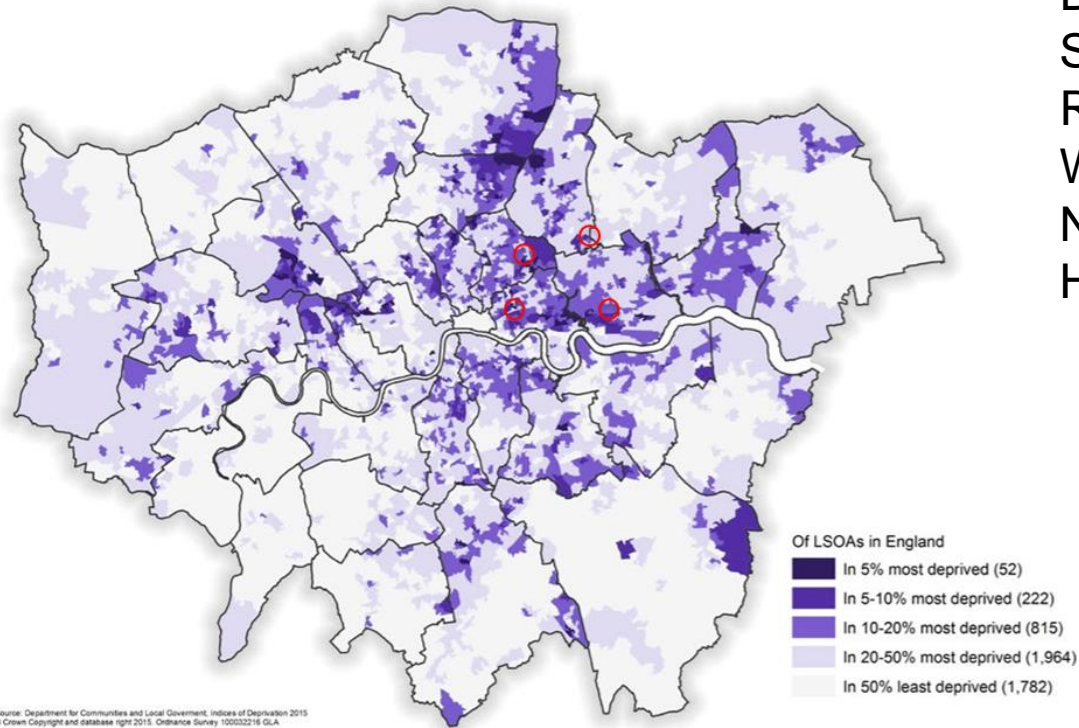 S
R
W
N
H
Of LSOAs in England
In 5% most deprived (52)
In 5-10% most deprived (222)
In 10-20% most deprived (815)
In 20-50% most deprived (1,964)
In 50% least deprived (1,782)
ource: Department for Communities and Local Goverment, Indices of Deprivation 2015
Crown Copyright and database right 2015. Ordnance Survey 100032216 GLA